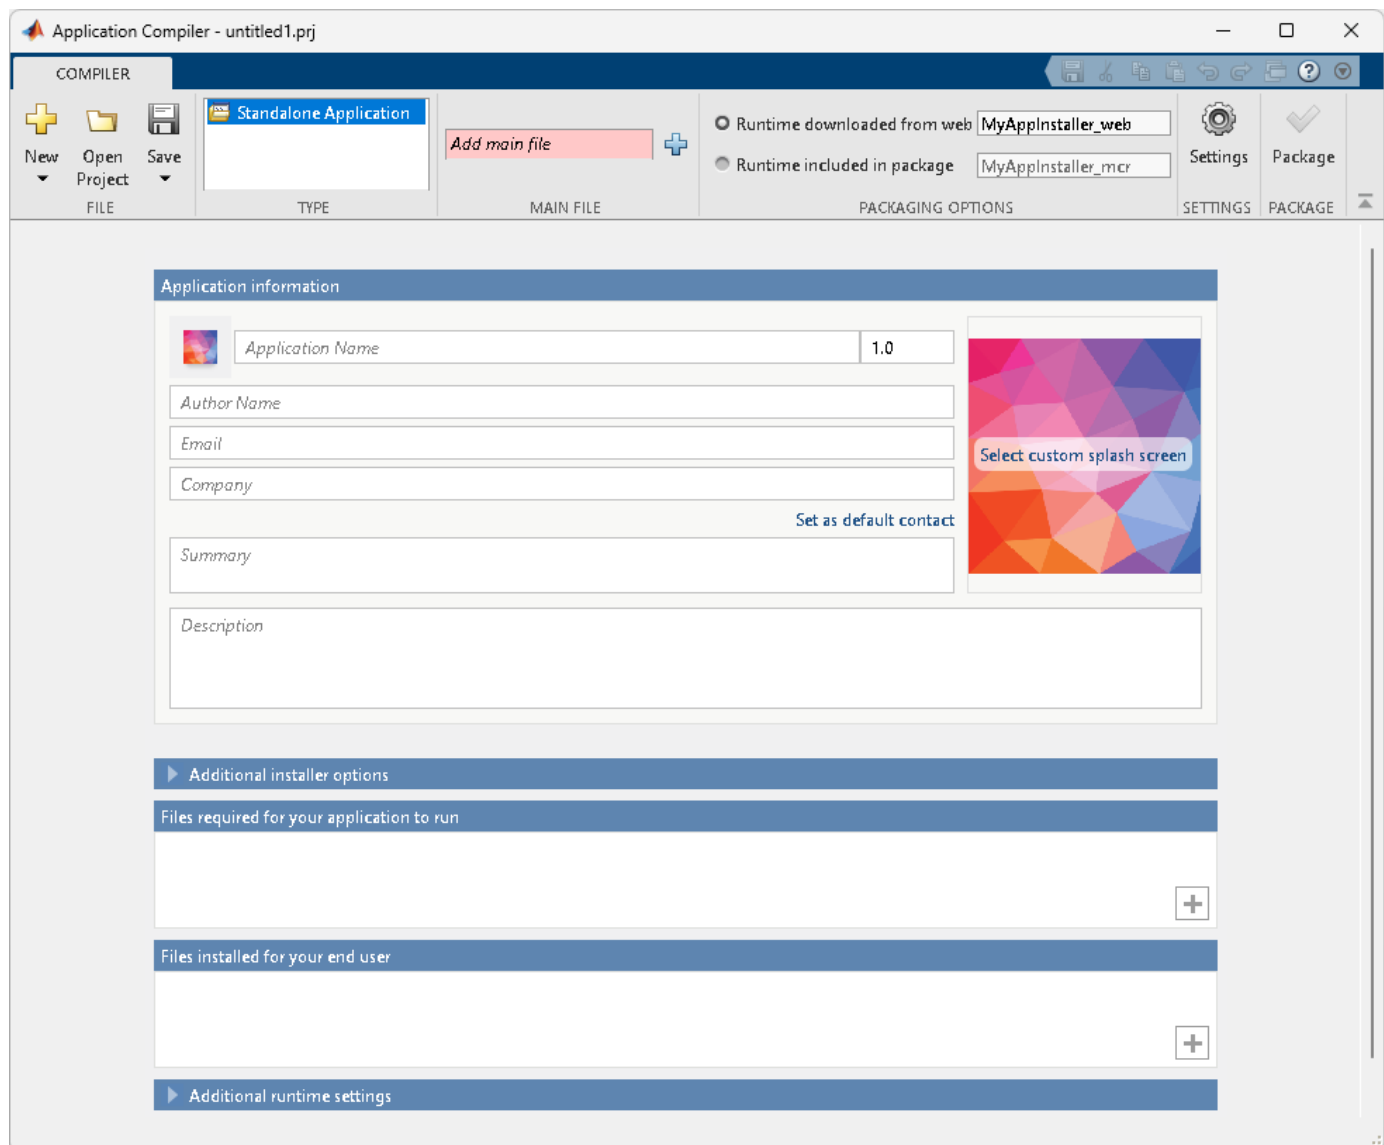 Application Compiler - untitled1.prj
COMPILER
New
Open
Project
Save
FILE
Standalone Application
TYPE
Add main file
MAIN FILE
Runtime downloaded from web
MyAppInstaller_web
Runtime included in package
MyAppInstaller_mcr
PACKAGING OPTIONS
Settings
SETTINGS
Package
PACKAGE
Application information
Application Name
1.0
Author Name
Email
Company
Set as default contact
Select custom splash screen
Summary
Description
Additional installer options
Files required for your application to run
Files installed for your end user
Additional runtime settings